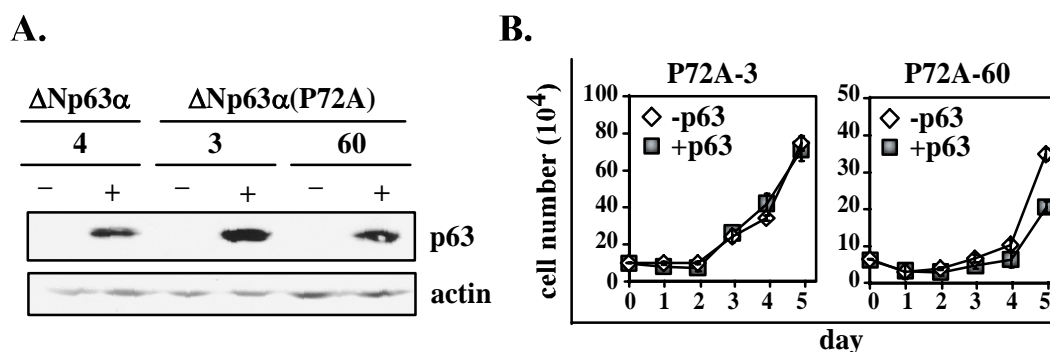 A.
ΔNp63α
ΔNp63α(P72A)
4
3
60
− + − + − +
p63
actin
B.
P72A-3
cell number (10⁴)
100
80
60
40
20
0
-p63
+p63
0 1 2 3 4 5
P72A-60
50
40
30
20
10
0
-p63
+p63
0 1 2 3 4 5
day